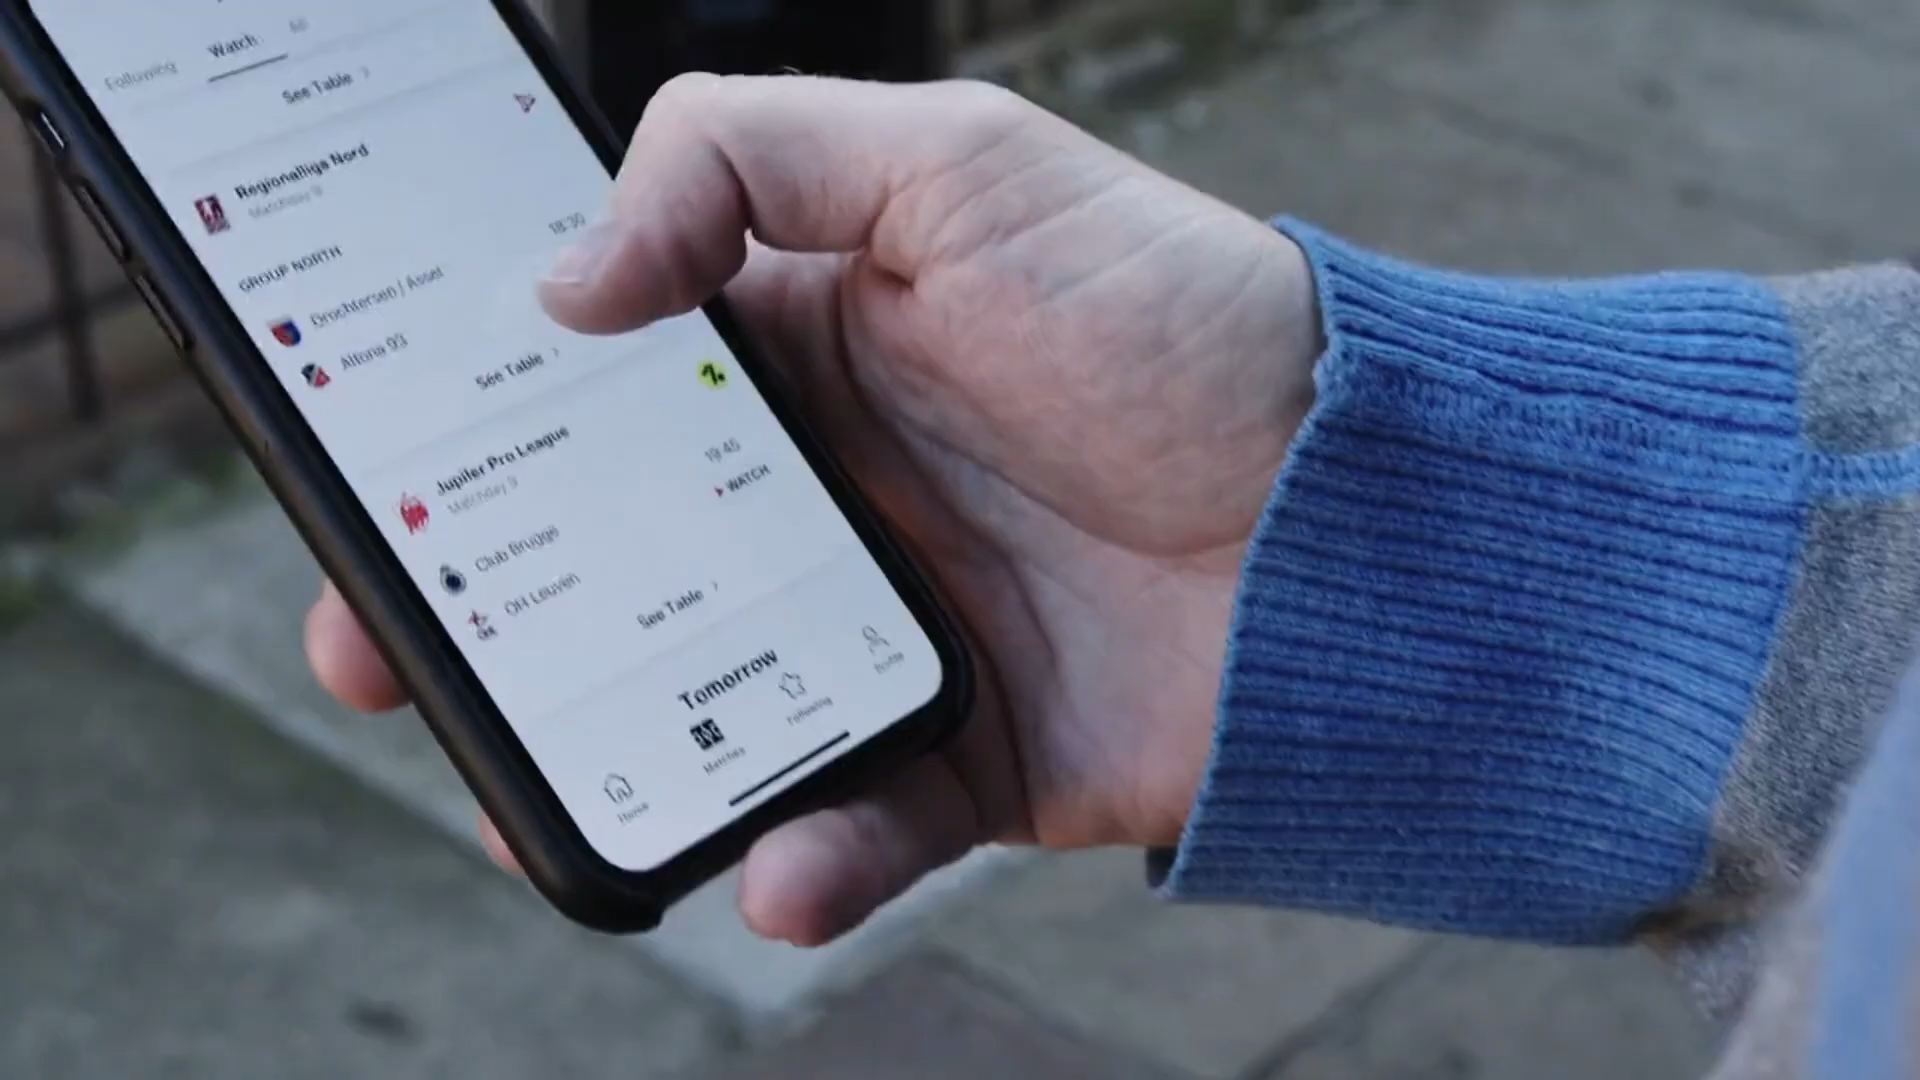 Following
Watch
All
See Table
Regionalliga Nord
Matchday 9
18:30
GROUP NORTH
Drochtersen / Assel
Altona 93
See Table
Jupiler Pro League
Matchday 9
19:45
WATCH
Club Brugge
OH Leuven
See Table
Tomorrow
Home
Matches
Following
Profile